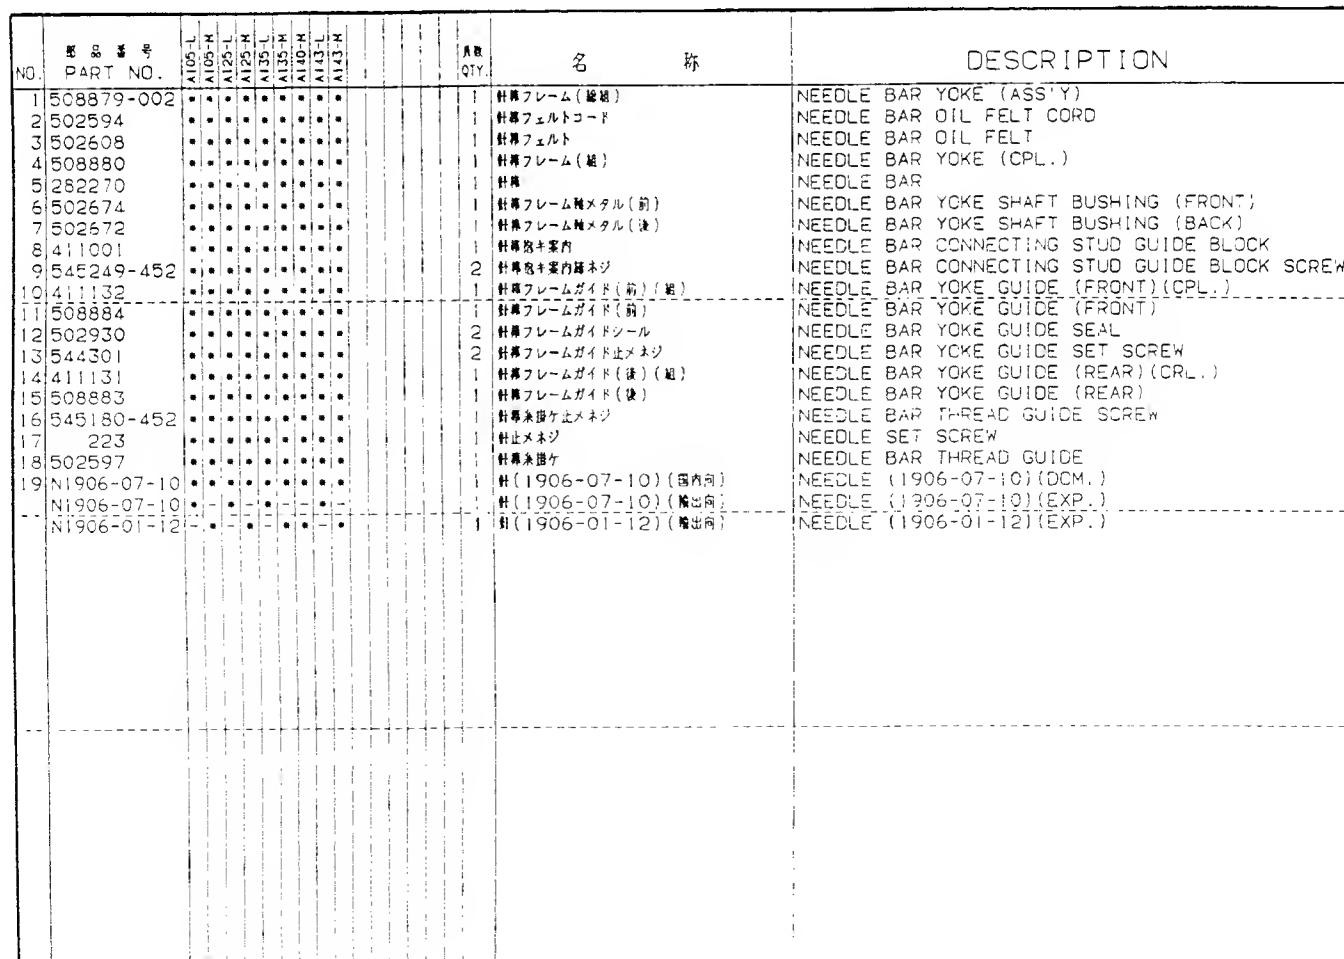 NO. 部品番号 PART NO. A105-L A105-H A125-L A125-H A135-L A135-H A140-H A143-L A143-H 員数 QTY. 名 称 DESCRIPTION
1 508879-002 * * * * * * * * * 1 針棒フレーム(総組) NEEDLE BAR YOKE (ASS'Y)
2 502594 * * * * * * * * * 1 針棒フェルトコード NEEDLE BAR OIL FELT CORD
3 502608 * * * * * * * * * 1 針棒フェルト NEEDLE BAR OIL FELT
4 508880 * * * * * * * * * 1 針棒フレーム(組) NEEDLE BAR YOKE (CPL.)
5 282270 * * * * * * * * * 1 針棒 NEEDLE BAR
6 502674 * * * * * * * * * 1 針棒フレーム軸メタル(前) NEEDLE BAR YOKE SHAFT BUSHING (FRONT)
7 502672 * * * * * * * * * 1 針棒フレーム軸メタル(後) NEEDLE BAR YOKE SHAFT BUSHING (BACK)
8 411001 * * * * * * * * * 1 針棒抱キ案内 NEEDLE BAR CONNECTING STUD GUIDE BLOCK
9 545249-452 * * * * * * * * * 2 針棒抱キ案内締ネジ NEEDLE BAR CONNECTING STUD GUIDE BLOCK SCREW
10 411132 * * * * * * * * * 1 針棒フレームガイド(前)(組) NEEDLE BAR YOKE GUIDE (FRONT)(CPL.)
11 508884 * * * * * * * * * 1 針棒フレームガイド(前) NEEDLE BAR YOKE GUIDE (FRONT)
12 502930 * * * * * * * * * 2 針棒フレームガイドシール NEEDLE BAR YOKE GUIDE SEAL
13 544301 * * * * * * * * * 2 針棒フレームガイド止メネジ NEEDLE BAR YOKE GUIDE SET SCREW
14 411131 * * * * * * * * * 1 針棒フレームガイド(後)(組) NEEDLE BAR YOKE GUIDE (REAR)(CPL.)
15 508883 * * * * * * * * * 1 針棒フレームガイド(後) NEEDLE BAR YOKE GUIDE (REAR)
16 545180-452 * * * * * * * * * 1 針棒糸掛ケ止メネジ NEEDLE BAR THREAD GUIDE SCREW
17 223 * * * * * * * * * 1 針止メネジ NEEDLE SET SCREW
18 502597 * * * * * * * * * 1 針棒糸掛ケ NEEDLE BAR THREAD GUIDE
19 N1906-07-10 * * * * * * * * * 1 針(1906-07-10)(国内向) NEEDLE (1906-07-10)(DOM.)
N1906-07-10 * - * - * - - * - 1 針(1906-07-10)(輸出向) NEEDLE (1906-07-10)(EXP.)
N1906-01-12 - * - * - * * - * 1 針(1906-01-12)(輸出向) NEEDLE (1906-01-12)(EXP.)